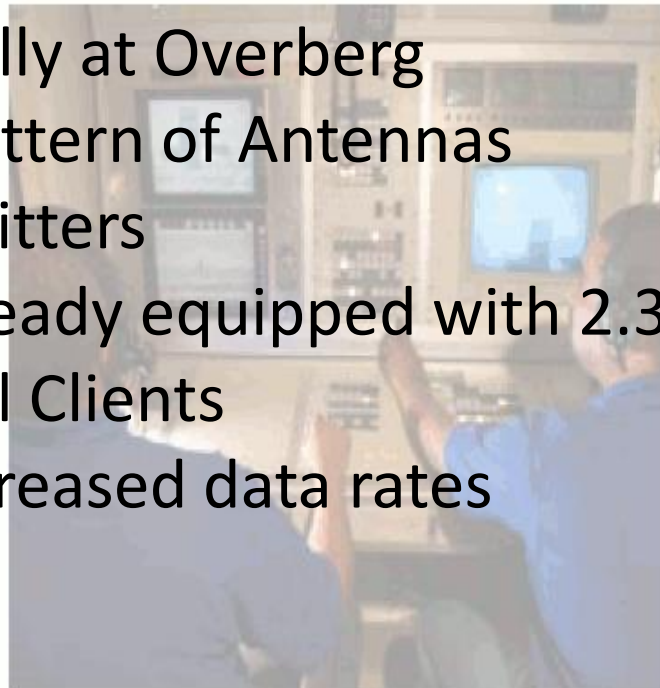 lly at Overberg
ttern of Antennas
itters
eady equipped with 2.3
l Clients
reased data rates